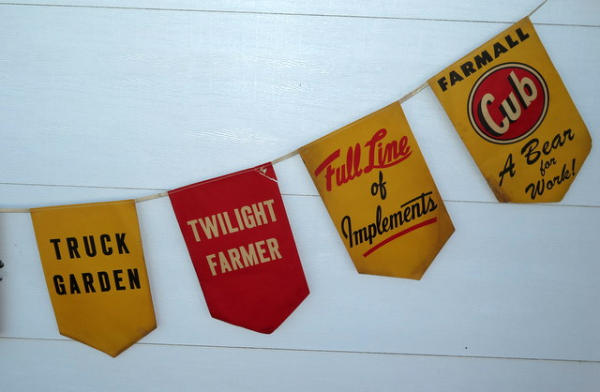 TRUCK
GARDEN
TWILIGHT
FARMER
Full Line
of
Implements
FARMALL
Cub
A Bear
for
Work!